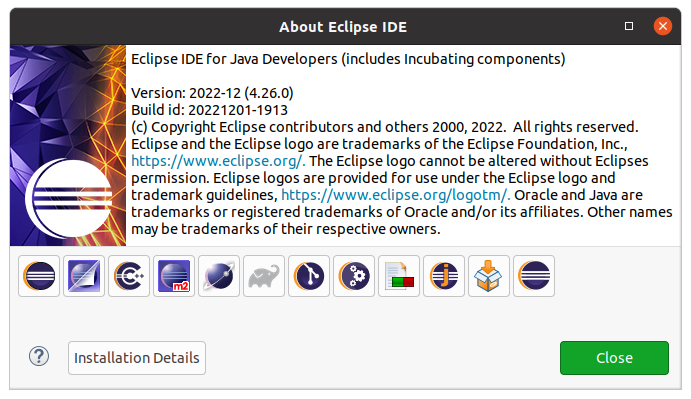 About Eclipse IDE
Eclipse IDE for Java Developers (includes Incubating components)
Version: 2022-12 (4.26.0)
Build id: 20221201-1913
(c) Copyright Eclipse contributors and others 2000, 2022.  All rights reserved.
Eclipse and the Eclipse logo are trademarks of the Eclipse Foundation, Inc.,
https://www.eclipse.org/. The Eclipse logo cannot be altered without Eclipses
permission. Eclipse logos are provided for use under the Eclipse logo and
trademark guidelines, https://www.eclipse.org/logotm/. Oracle and Java are
trademarks or registered trademarks of Oracle and/or its affiliates. Other names
may be trademarks of their respective owners.
m2
j
?
Installation Details
Close